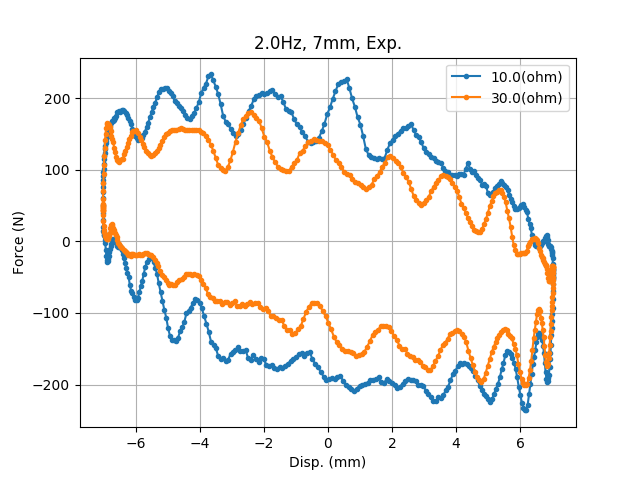 2.0Hz, 7mm, Exp.
10.0(ohm)
30.0(ohm)
200
100
0
−100
−200
Force (N)
−6 −4 −2 0 2 4 6
Disp. (mm)